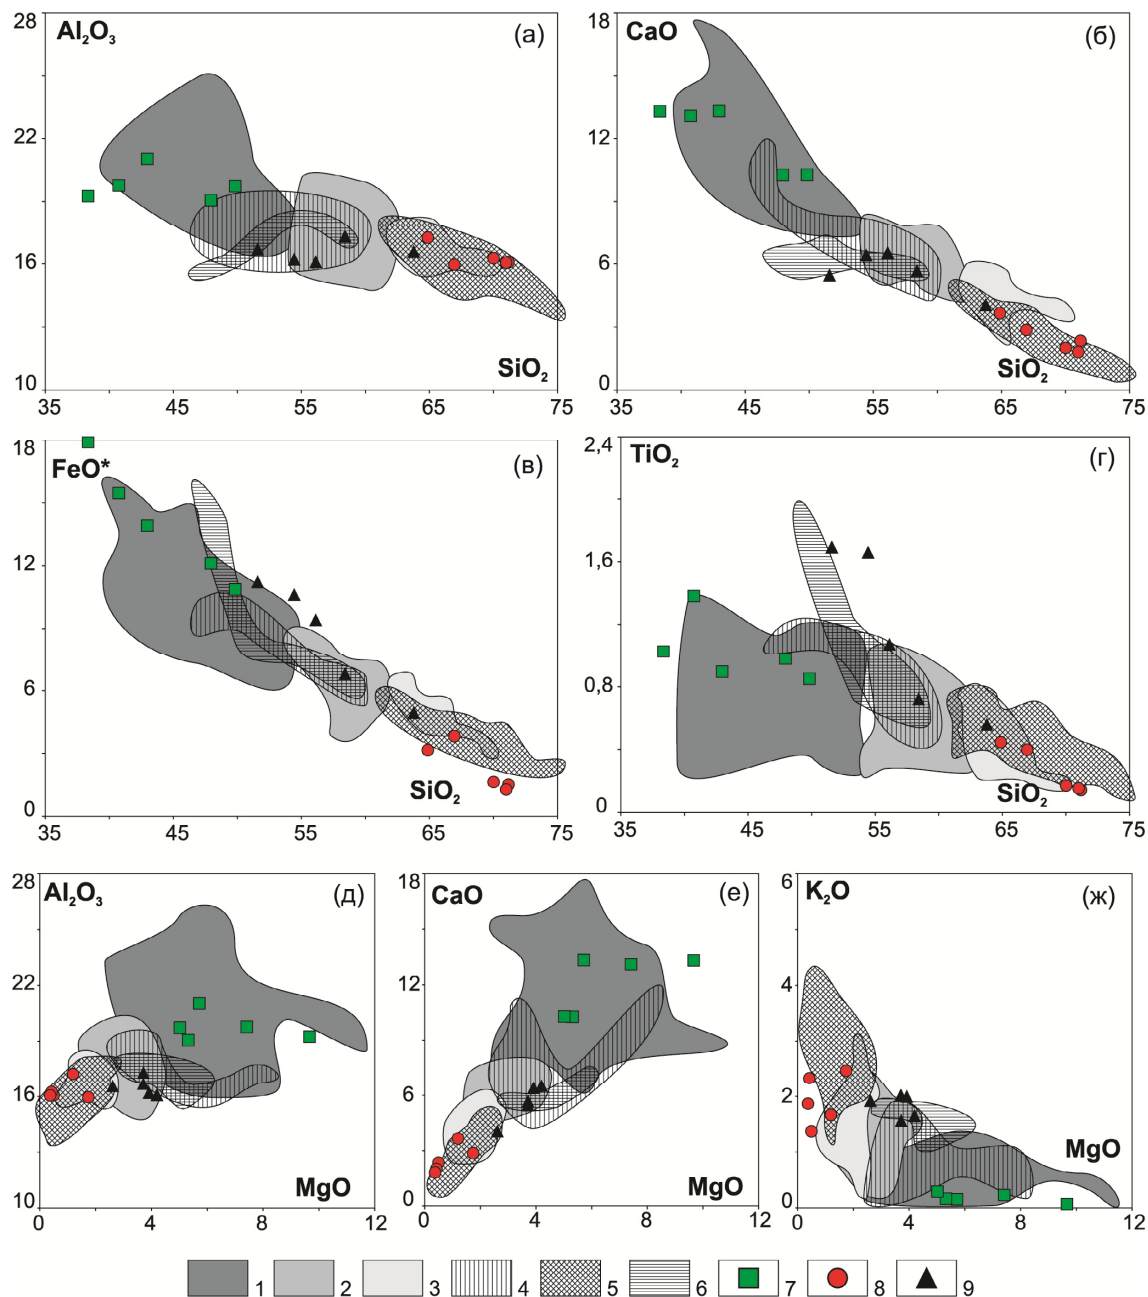 28
Al₂O₃
(а)
22
16
SiO₂
10
35 45 55 65 75
18
CaO
(б)
12
6
SiO₂
0
35 45 55 65 75
18
FeO*
(в)
12
6
SiO₂
0
35 45 55 65 75
2,4
TiO₂
(г)
1,6
0,8
SiO₂
0
35 45 55 65 75
28
Al₂O₃
(д)
22
16
MgO
10
0 4 8 12
18
CaO
(е)
12
6
MgO
0
0 4 8 12
6
K₂O
(ж)
4
2
MgO
0
0 4 8 12
1 2 3 4 5 6 7 8 9